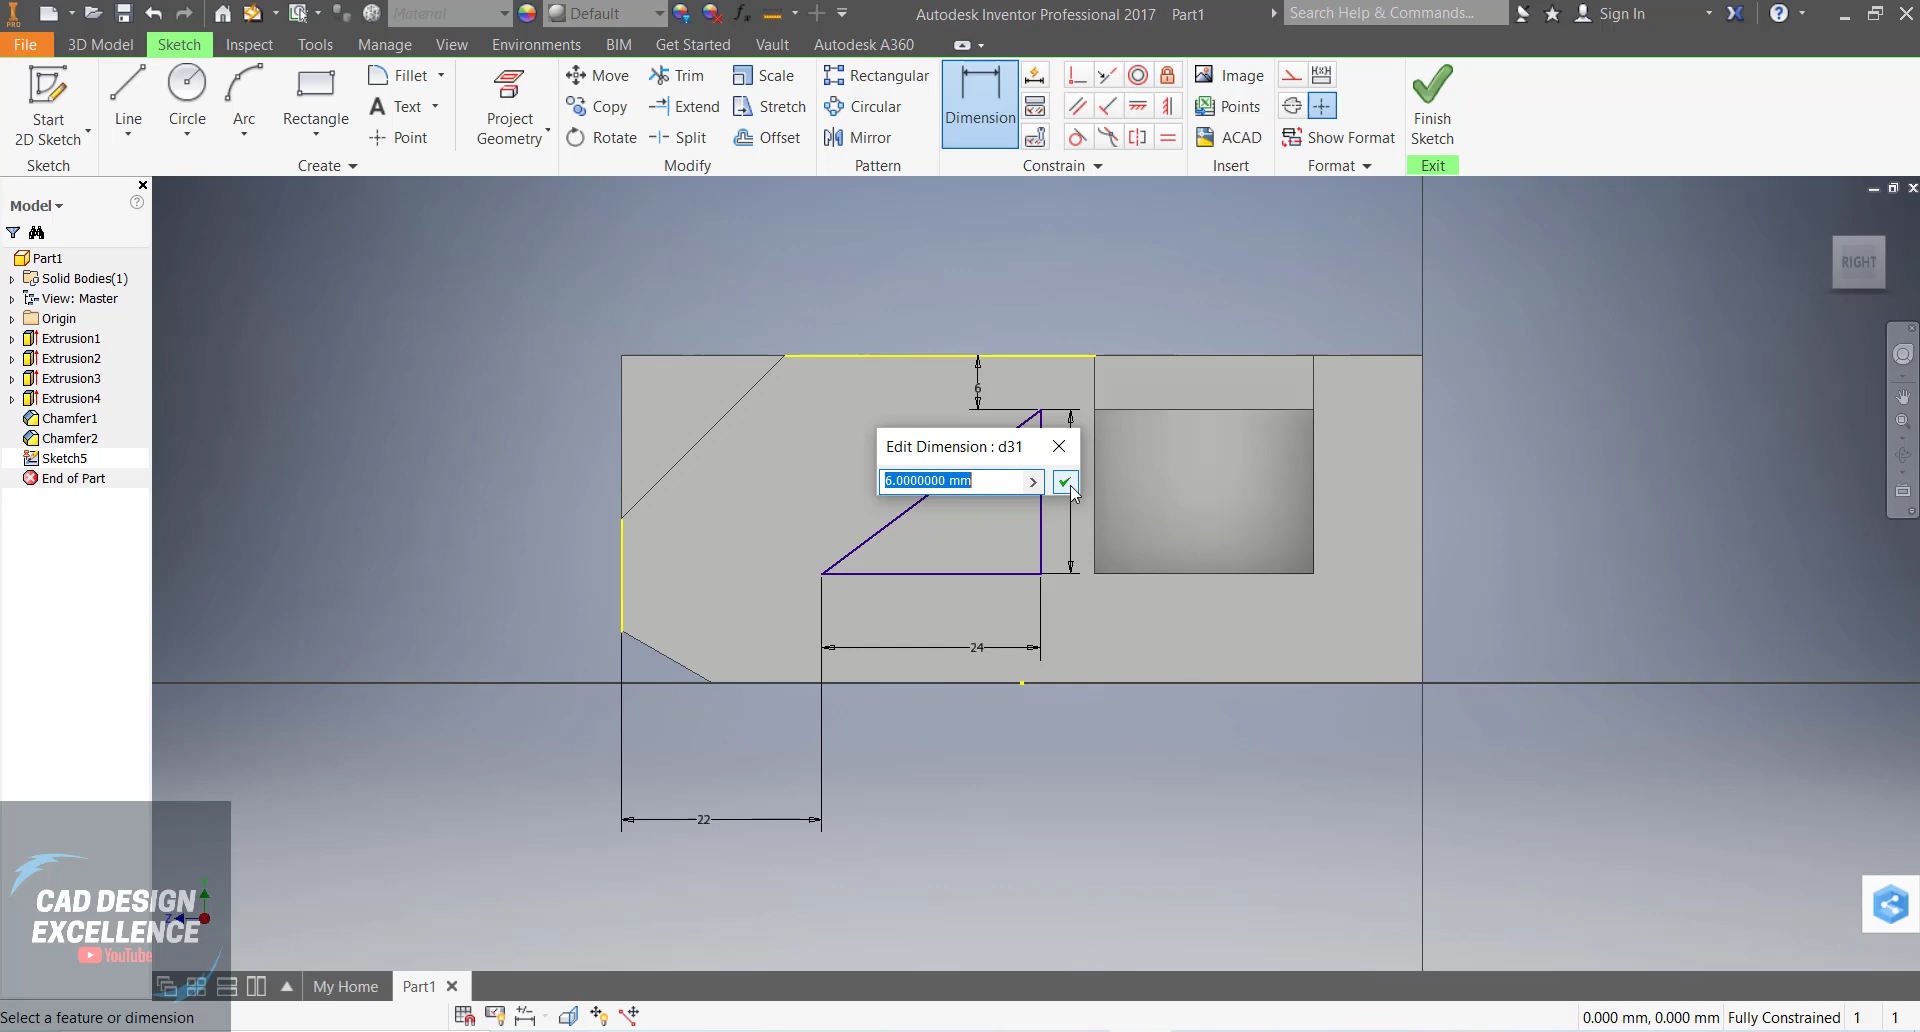 PRO
Material
Default
Autodesk Inventor Professional 2017 Part1
Search Help & Commands...
Sign In
File
3D Model
Sketch
Inspect
Tools
Manage
View
Environments
BIM
Get Started
Vault
Autodesk A360
Start
2D Sketch
Line
Circle
Arc
Rectangle
Fillet
Text
Point
Project
Geometry
Move
Copy
Rotate
Trim
Extend
Split
Scale
Stretch
Offset
Rectangular
Circular
Mirror
Dimension
Image
Points
ACAD
Show Format
Finish
Sketch
Sketch
Create
Modify
Pattern
Constrain
Insert
Format
Exit
Model
Part1
Solid Bodies(1)
View: Master
Origin
Extrusion1
Extrusion2
Extrusion3
Extrusion4
Chamfer1
Chamfer2
Sketch5
End of Part
RIGHT
6
Edit Dimension : d31
6.0000000 mm
24
22
CAD DESIGN
EXCELLENCE
YouTube
Z
My Home
Part1
Select a feature or dimension
0.000 mm, 0.000 mm
Fully Constrained
1
1